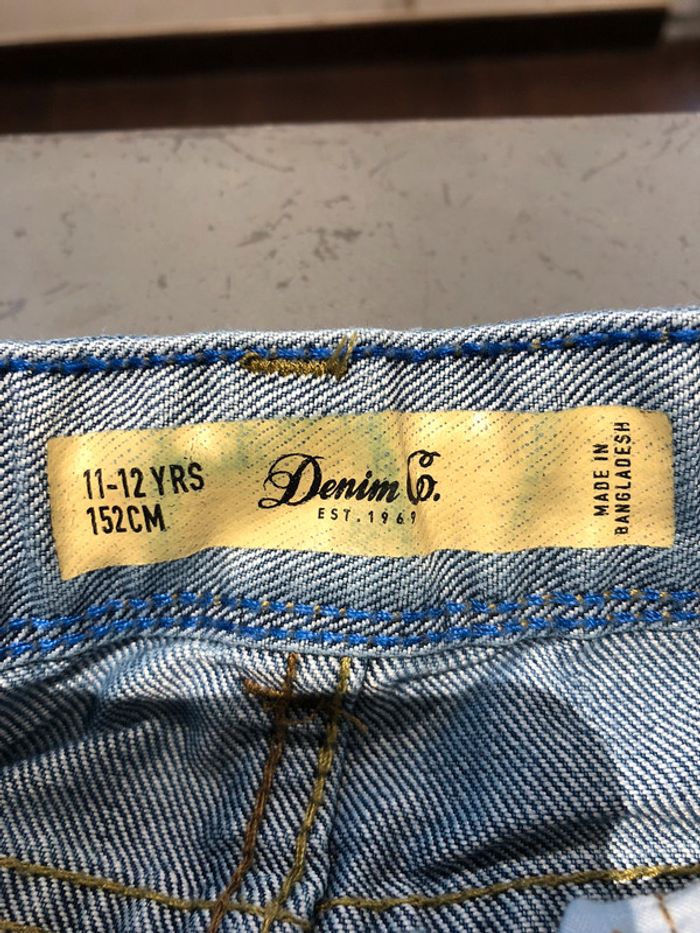 11-12 YRS
152CM
Denim Co.
EST. 1969
MADE IN
BANGLADESH